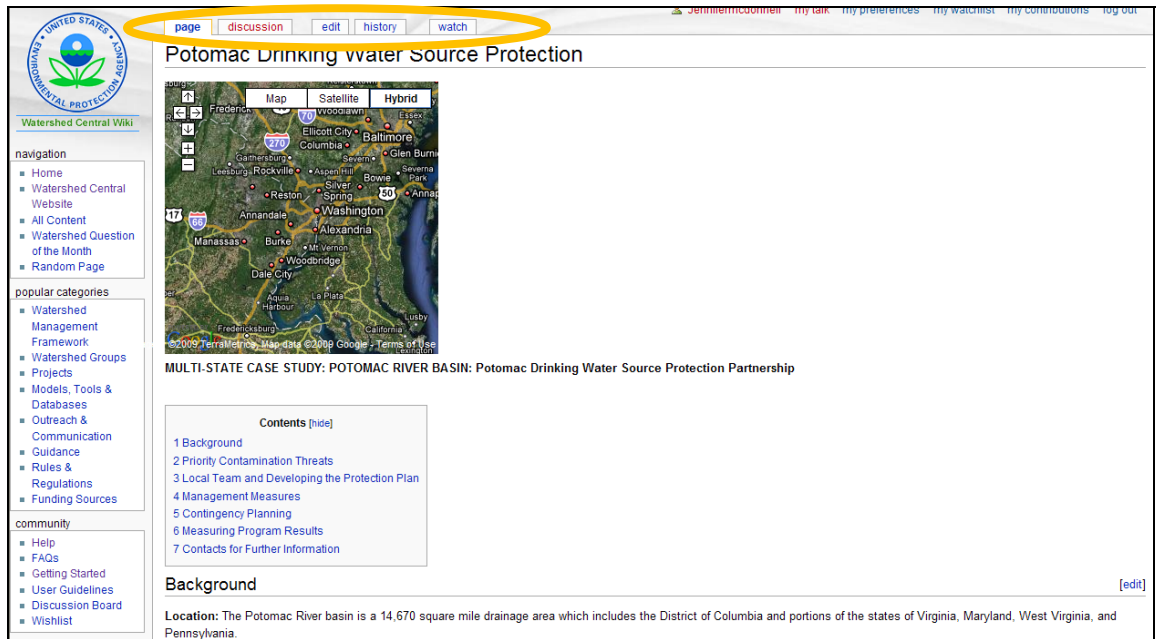 UNITED STATES
ENVIRONMENTAL PROTECTION AGENCY
Watershed Central Wiki
Jennifermcdonnell my talk my preferences my watchlist my contributions log out
page discussion edit history watch
Potomac Drinking Water Source Protection
Map Satellite Hybrid
Frederick 70 Woodlawn Essex
Ellicott City Baltimore
270 Columbia
Gaithersburg Severn Glen Burni
Leesburg Rockville Aspen Hill Bowie Severna Park
Reston Silver Spring 50 Annap
17 66 Annandale Washington
Alexandria
Manassas Burke Mt Vernon
Woodbridge
Dale City
Aquia Harbour La Plata
Lusby
Fredericksburg California
Lexington
©2009 TerraMetrics, Map data ©2009 Google - Terms of Use
MULTI-STATE CASE STUDY: POTOMAC RIVER BASIN: Potomac Drinking Water Source Protection Partnership
Contents [hide]
1 Background
2 Priority Contamination Threats
3 Local Team and Developing the Protection Plan
4 Management Measures
5 Contingency Planning
6 Measuring Program Results
7 Contacts for Further Information
Background [edit]
Location: The Potomac River basin is a 14,670 square mile drainage area which includes the District of Columbia and portions of the states of Virginia, Maryland, West Virginia, and
Pennsylvania.
navigation
Home
Watershed Central
Website
All Content
Watershed Question
of the Month
Random Page
popular categories
Watershed
Management
Framework
Watershed Groups
Projects
Models, Tools &
Databases
Outreach &
Communication
Guidance
Rules &
Regulations
Funding Sources
community
Help
FAQs
Getting Started
User Guidelines
Discussion Board
Wishlist